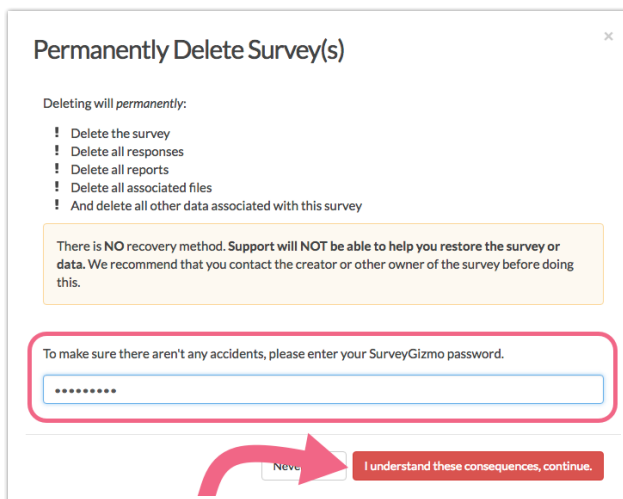 Permanently Delete Survey(s)
×
Deleting will permanently:
! Delete the survey
! Delete all responses
! Delete all reports
! Delete all associated files
! And delete all other data associated with this survey
There is NO recovery method. Support will NOT be able to help you restore the survey or
data. We recommend that you contact the creator or other owner of the survey before doing
this.
To make sure there aren't any accidents, please enter your SurveyGizmo password.
•••••••••
I understand these consequences, continue.